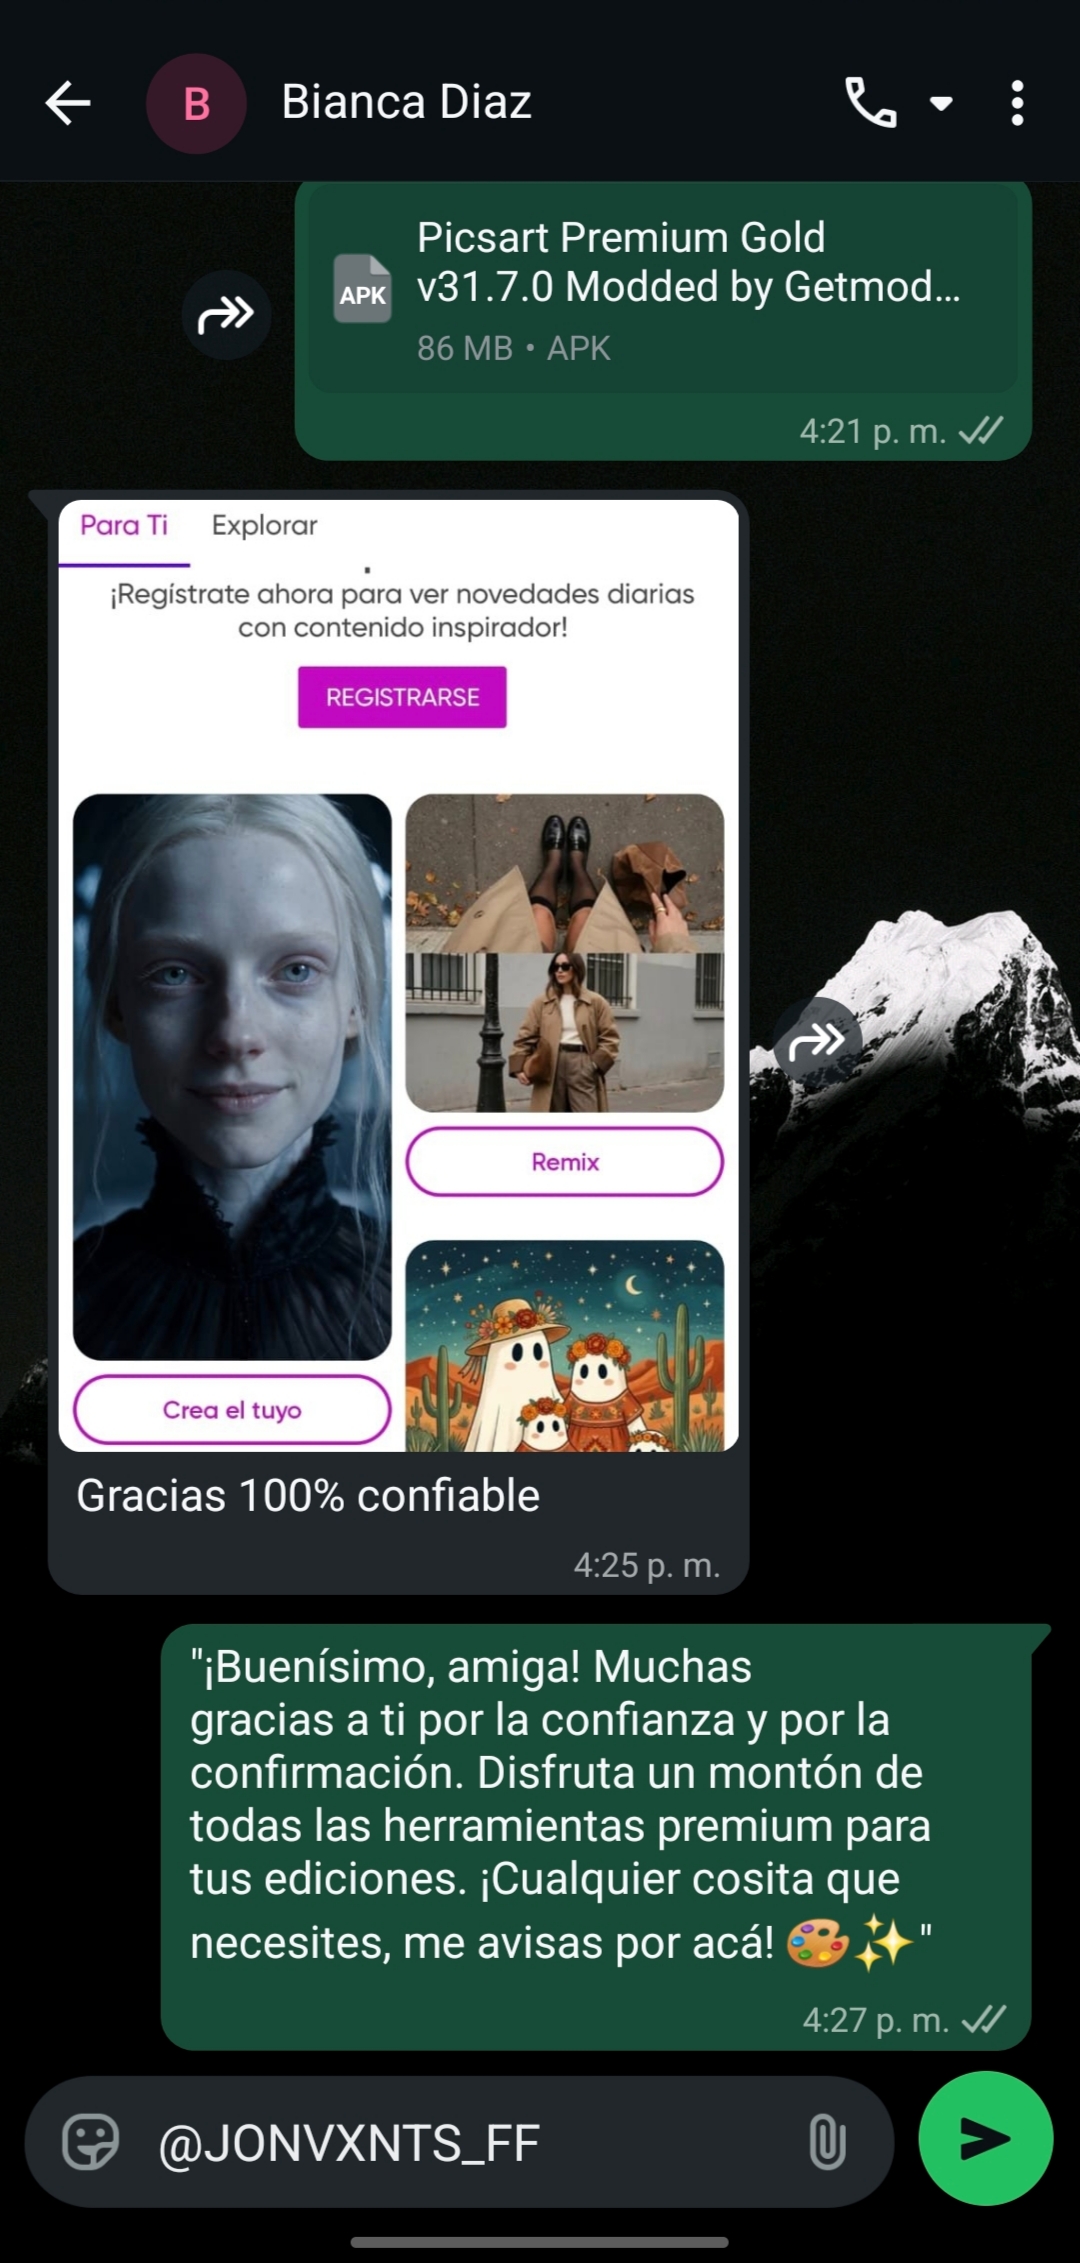 B
Bianca Diaz
APK
Picsart Premium Gold
v31.7.0 Modded by Getmod...
86 MB • APK
4:21 p. m.
Para Ti
Explorar
¡Regístrate ahora para ver novedades diarias
con contenido inspirador!
REGISTRARSE
Remix
Crea el tuyo
Gracias 100% confiable
4:25 p. m.
"¡Buenísimo, amiga! Muchas
gracias a ti por la confianza y por la
confirmación. Disfruta un montón de
todas las herramientas premium para
tus ediciones. ¡Cualquier cosita que
necesites, me avisas por acá! 🎨✨"
4:27 p. m.
@JONVXNTS_FF